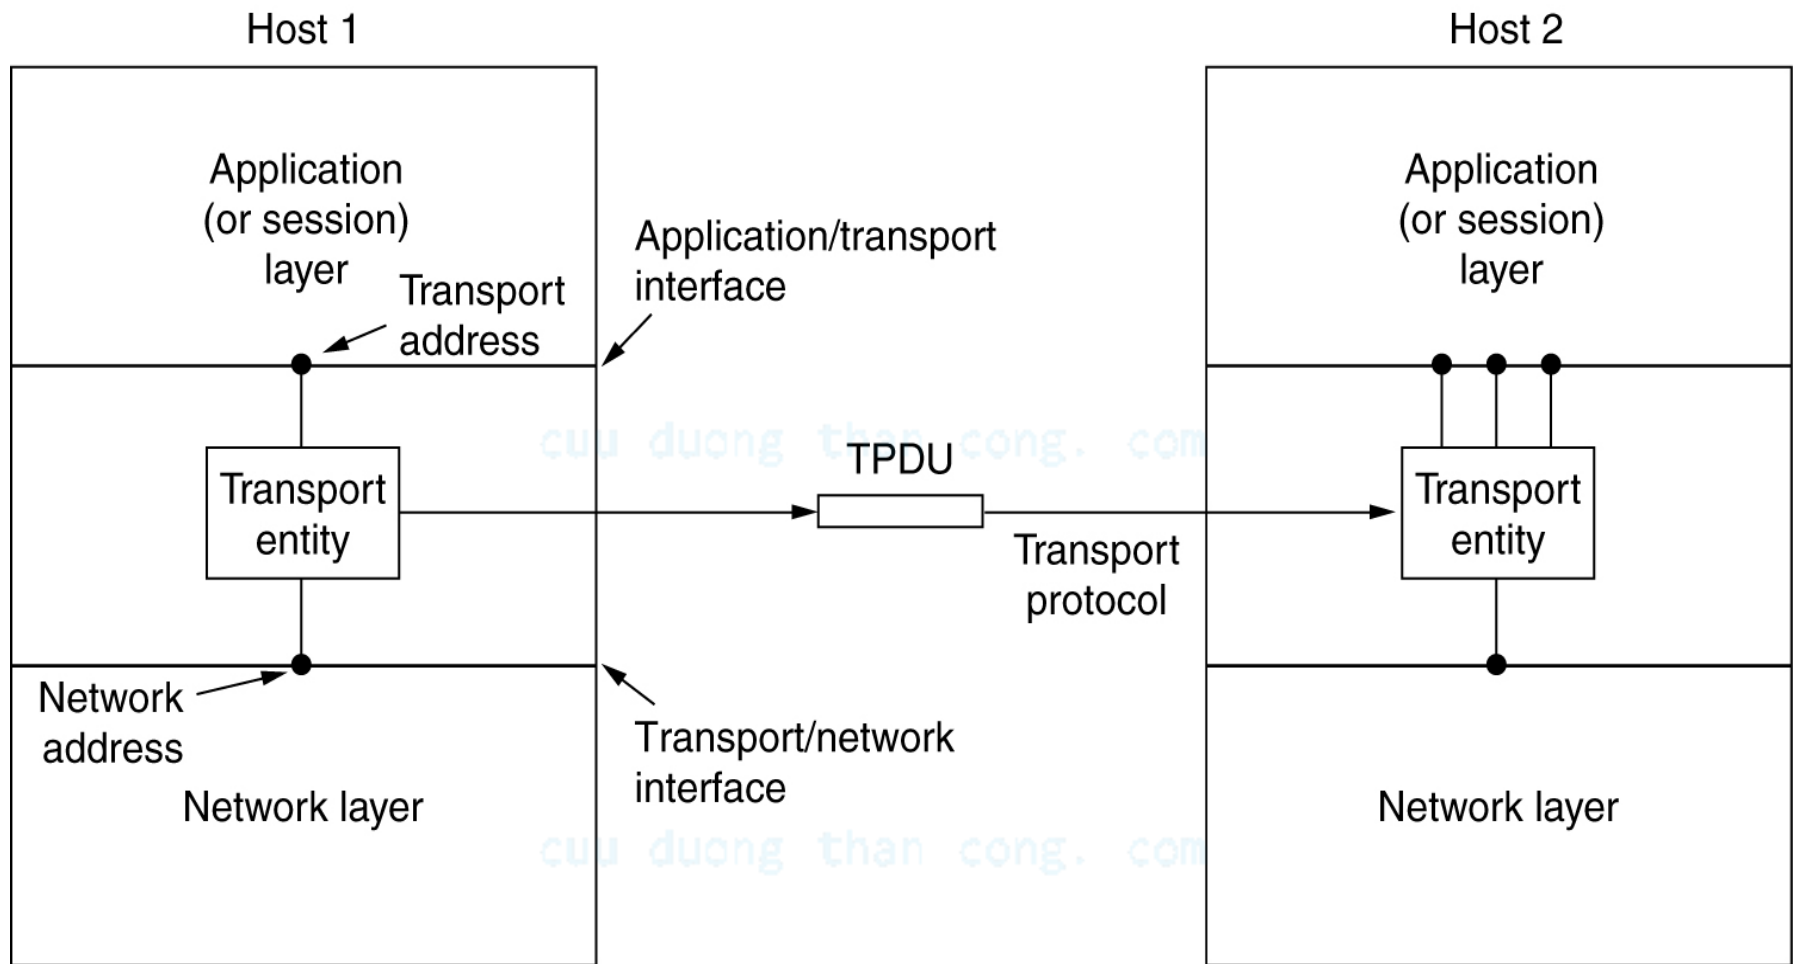 Host 1
Host 2
Application
(or session)
layer
Transport
address
Application/transport
interface
Application
(or session)
layer
cuu duong than cong. com
Transport
entity
TPDU
Transport
protocol
Transport
entity
Network
address
Network layer
Transport/network
interface
Network layer
cuu duong than cong. com